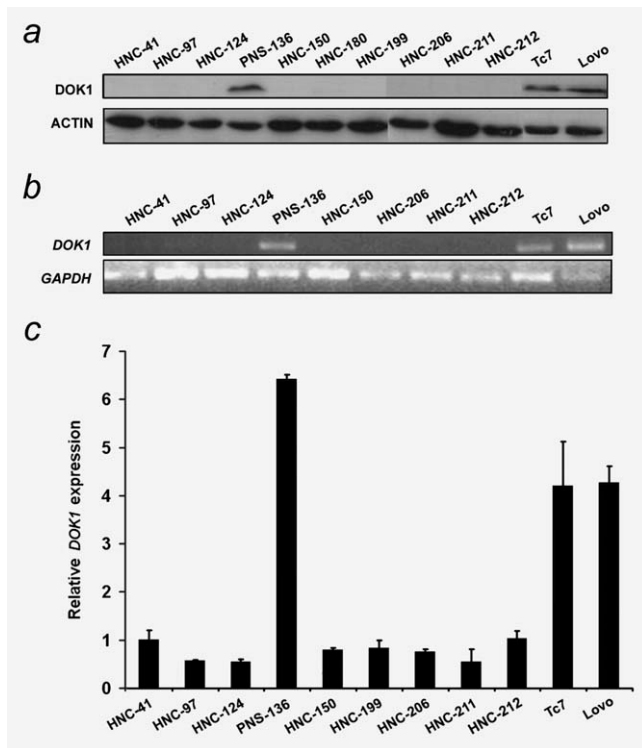 a
HNC-41 HNC-97 HNC-124 PNS-136 HNC-150 HNC-180 HNC-199 HNC-206 HNC-211 HNC-212 Tc7 Lovo
DOK1
ACTIN
b
HNC-41 HNC-97 HNC-124 PNS-136 HNC-150 HNC-206 HNC-211 HNC-212 Tc7 Lovo
DOK1
GAPDH
c
7
6
5
4
3
2
1
0
Relative DOK1 expression
HNC-41 HNC-97 HNC-124 PNS-136 HNC-150 HNC-199 HNC-206 HNC-211 HNC-212 Tc7 Lovo